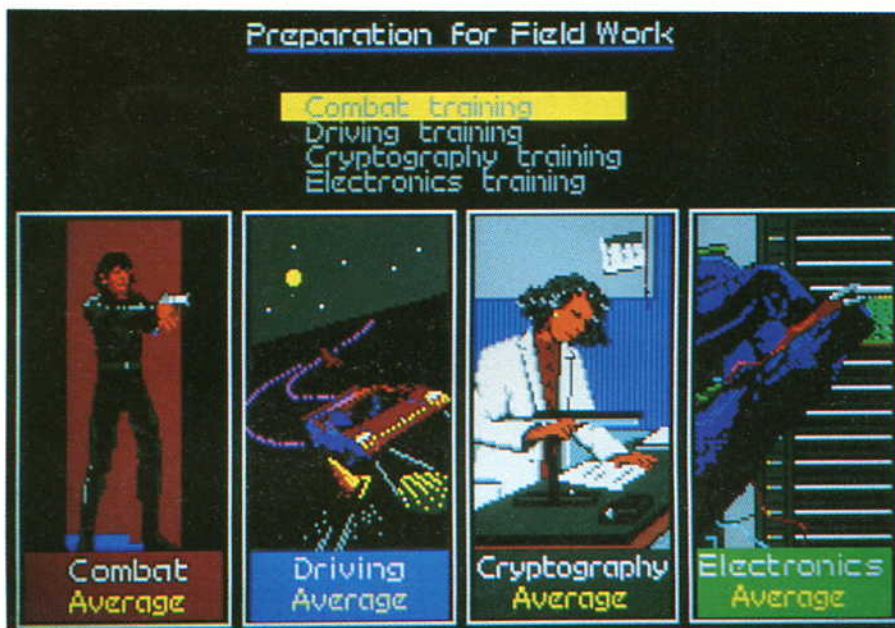 Preparation for Field Work
Combat training
Driving training
Cryptography training
Electronics training
Combat
Average
Driving
Average
Cryptography
Average
Electronics
Average